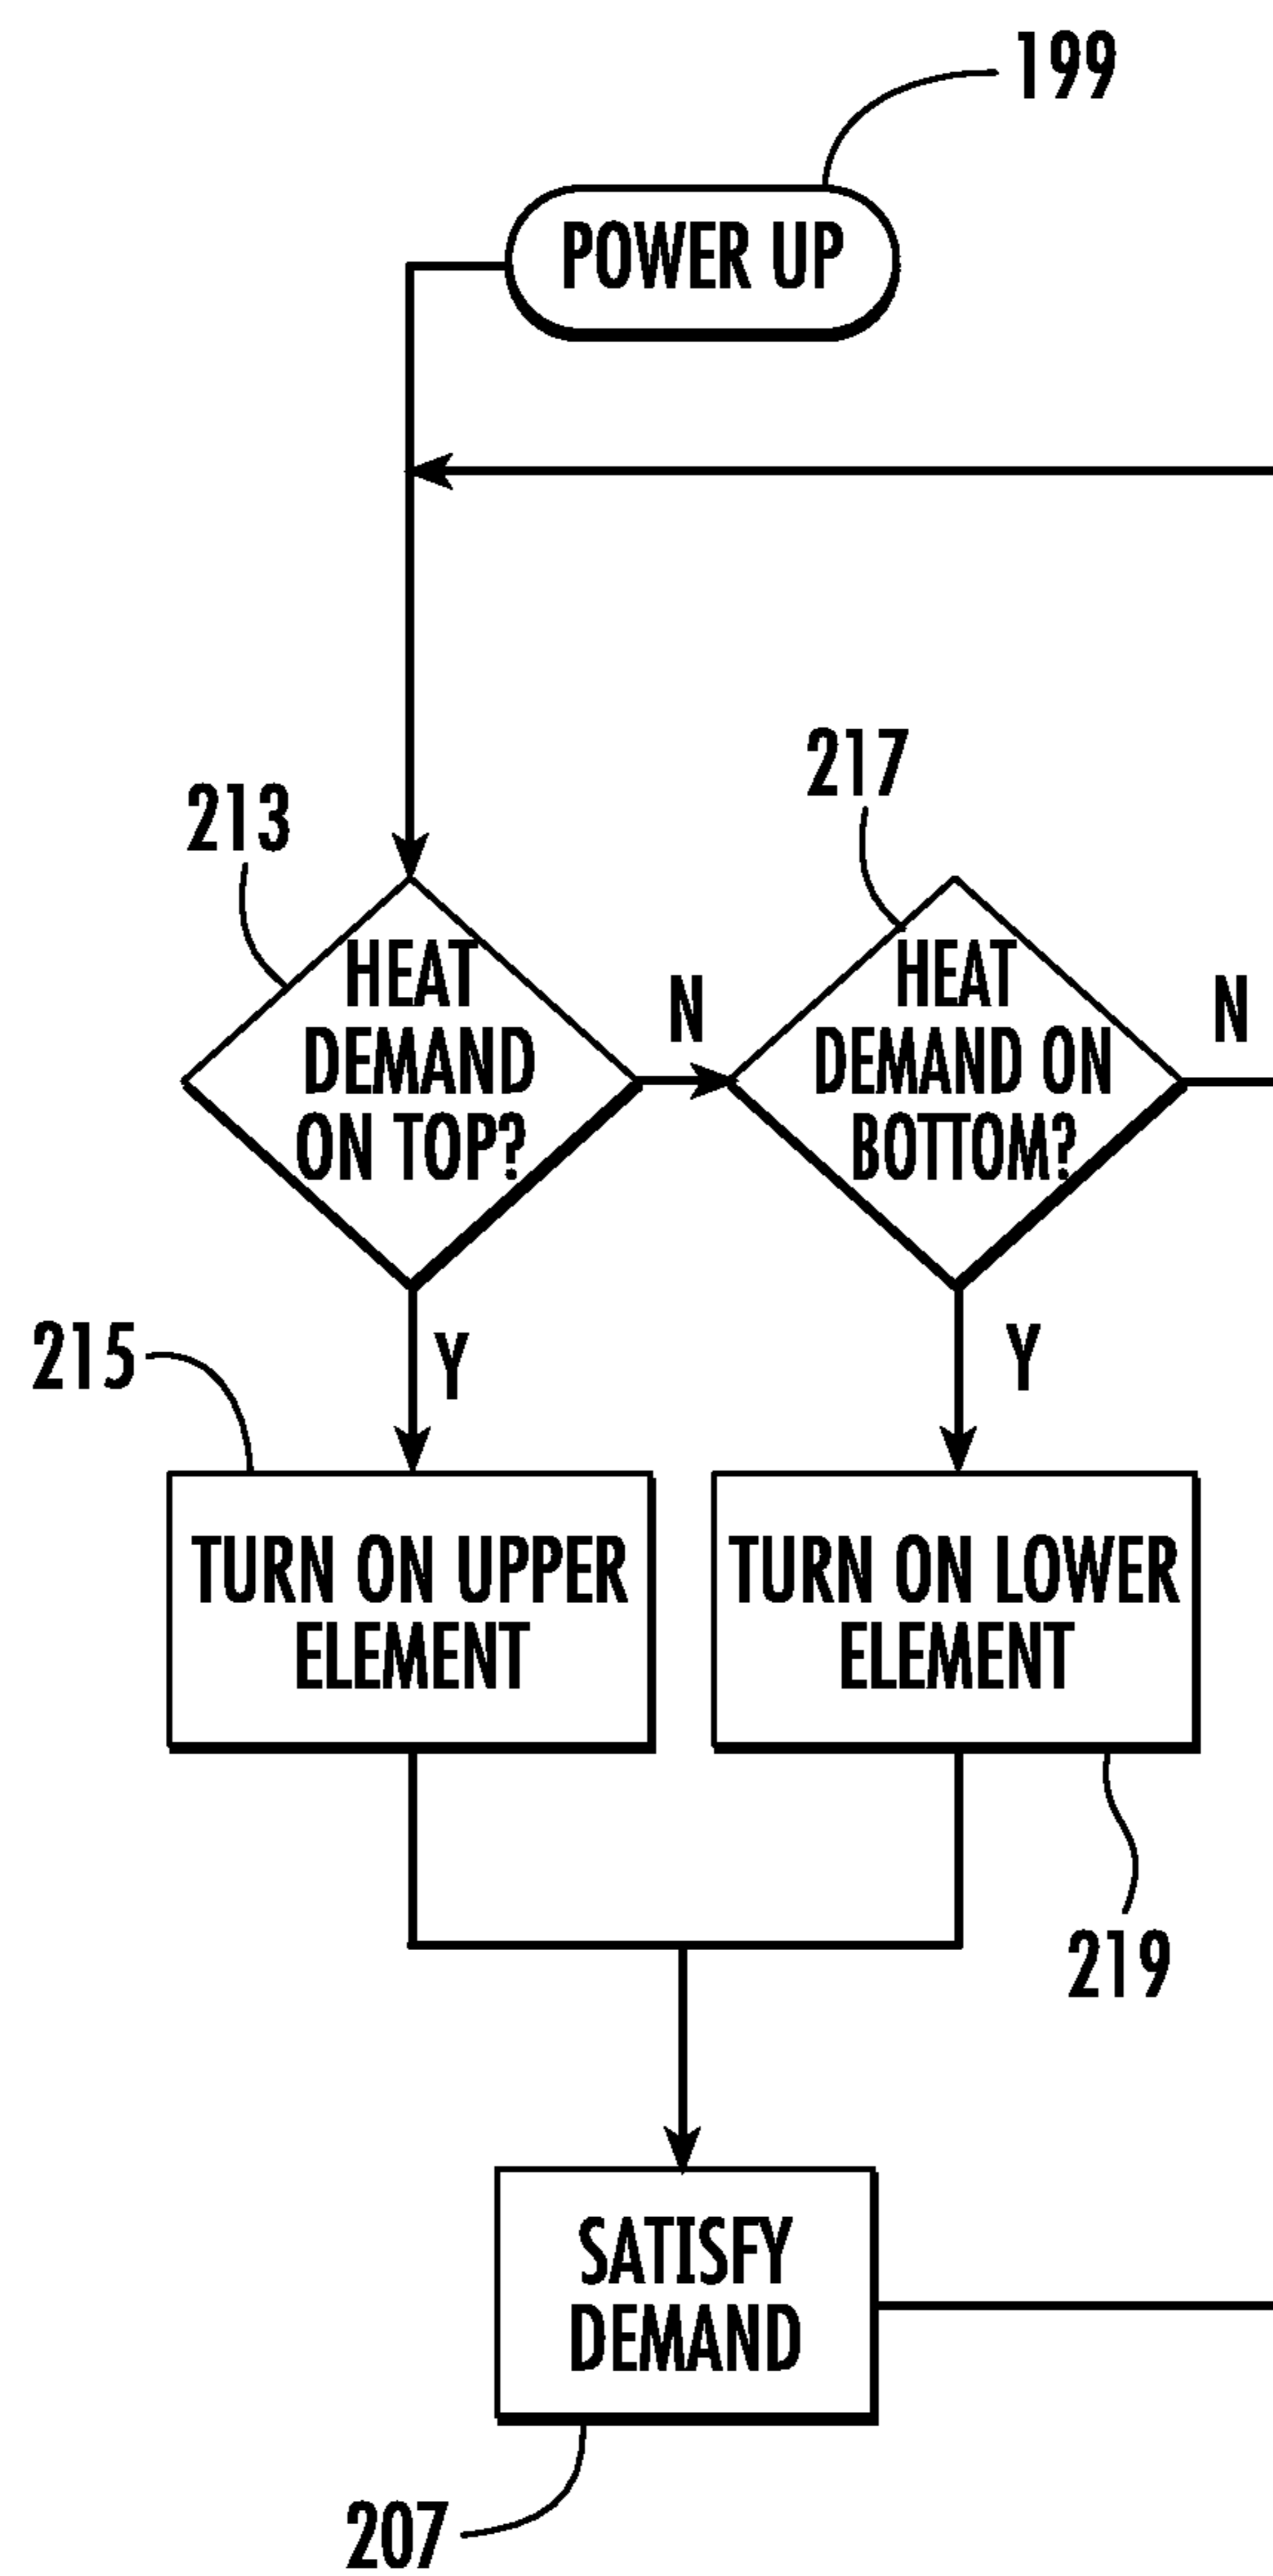 199
POWER UP
213
217
HEAT
DEMAND
ON TOP?
N
HEAT
DEMAND ON
BOTTOM?
N
215
Y
Y
TURN ON UPPER
ELEMENT
TURN ON LOWER
ELEMENT
219
SATISFY
DEMAND
207